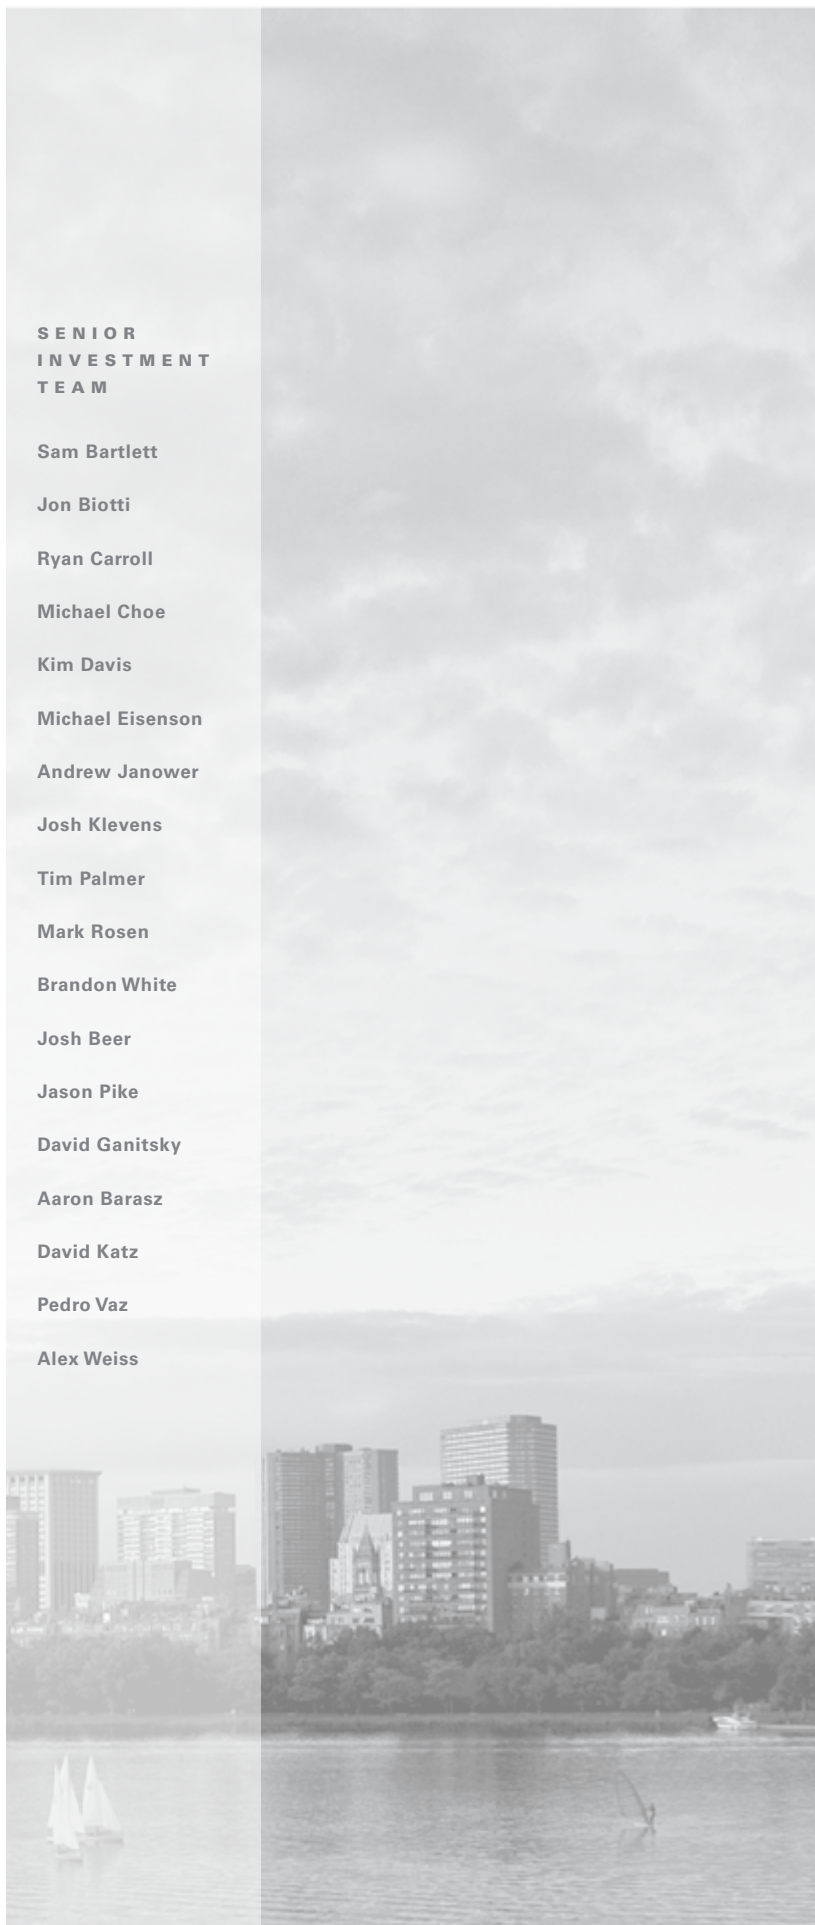 SENIOR
INVESTMENT
TEAM
Sam Bartlett
Jon Biotti
Ryan Carroll
Michael Choe
Kim Davis
Michael Eisenson
Andrew Janower
Josh Klevens
Tim Palmer
Mark Rosen
Brandon White
Josh Beer
Jason Pike
David Ganitsky
Aaron Barasz
David Katz
Pedro Vaz
Alex Weiss